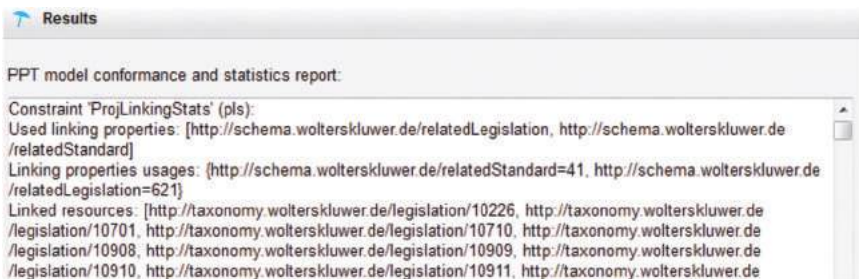 Results
PPT model conformance and statistics report:
Constraint 'ProjLinkingStats' (pls):
Used linking properties: [http://schema.wolterskluwer.de/relatedLegislation, http://schema.wolterskluwer.de
/relatedStandard]
Linking properties usages: {http://schema.wolterskluwer.de/relatedStandard=41, http://schema.wolterskluwer.de
/relatedLegislation=621}
Linked resources: [http://taxonomy.wolterskluwer.de/legislation/10226, http://taxonomy.wolterskluwer.de
/legislation/10701, http://taxonomy.wolterskluwer.de/legislation/10710, http://taxonomy.wolterskluwer.de
/legislation/10908, http://taxonomy.wolterskluwer.de/legislation/10909, http://taxonomy.wolterskluwer.de
/legislation/10910, http://taxonomy.wolterskluwer.de/legislation/10911, http://taxonomy.wolterskluwer.de